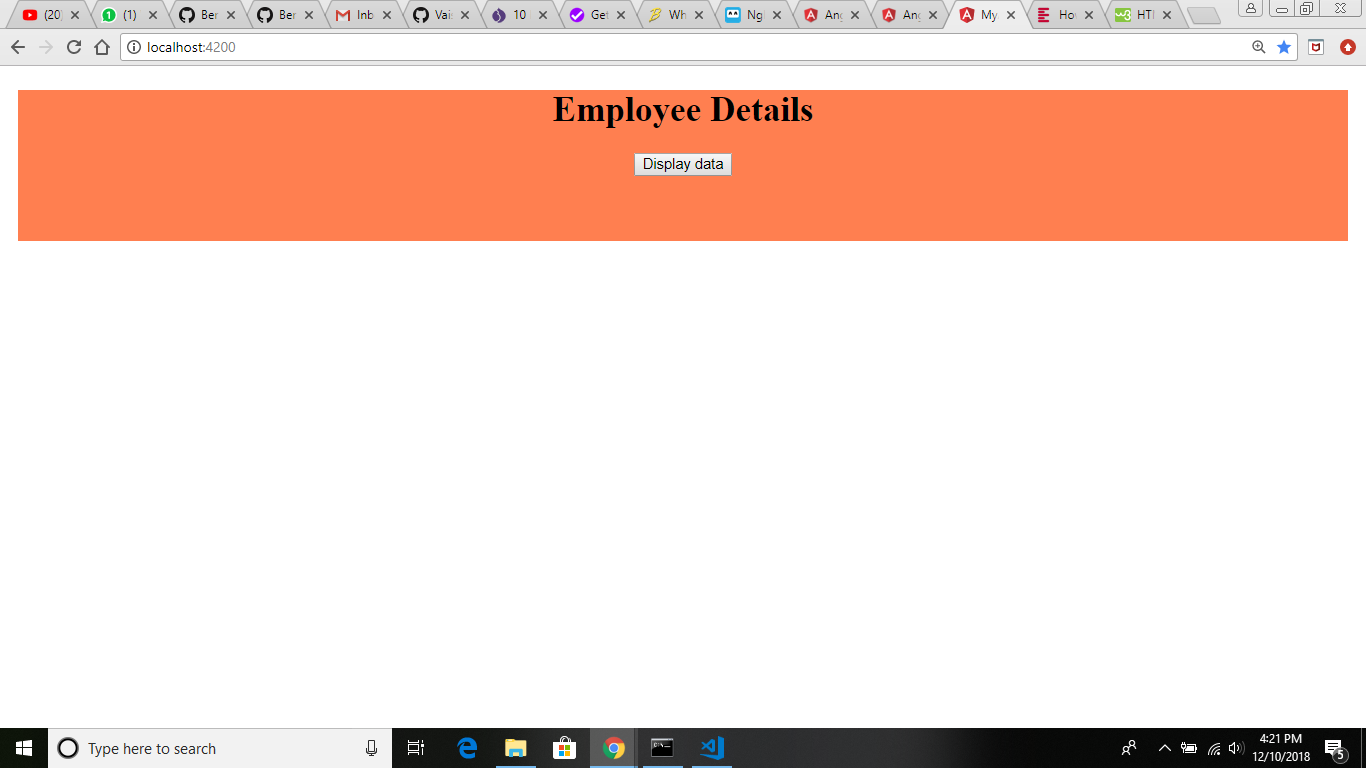 (20 (1) Ber Ber Inb Vai 10 Get Wh Ng Ang Ang My Ho HTI
localhost:4200
Employee Details
Display data
Type here to search
4:21 PM
12/10/2018
5